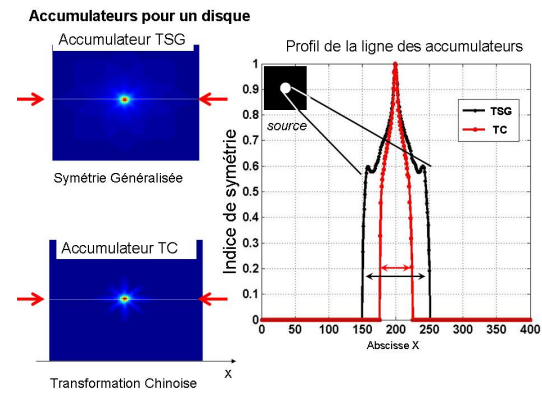 Accumulateurs pour un disque
Accumulateur TSG
Symétrie Généralisée
Accumulateur TC
x
Transformation Chinoise
Profil de la ligne des accumulateurs
Indice de symétrie
1
0.9
0.8
0.7
0.6
0.5
0.4
0.3
0.2
0.1
0
source
TSG
TC
0 50 100 150 200 250 300 350 400
Abscisse X